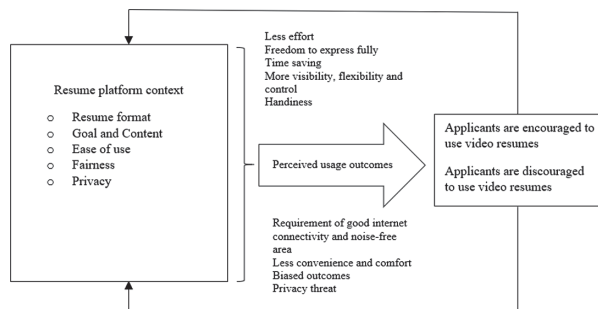 Resume platform context
o Resume format
o Goal and Content
o Ease of use
o Fairness
o Privacy
Less effort
Freedom to express fully
Time saving
More visibility, flexibility and
control
Handiness
Perceived usage outcomes
Requirement of good internet
connectivity and noise-free
area
Less convenience and comfort
Biased outcomes
Privacy threat
Applicants are encouraged to
use video resumes
Applicants are discouraged
to use video resumes